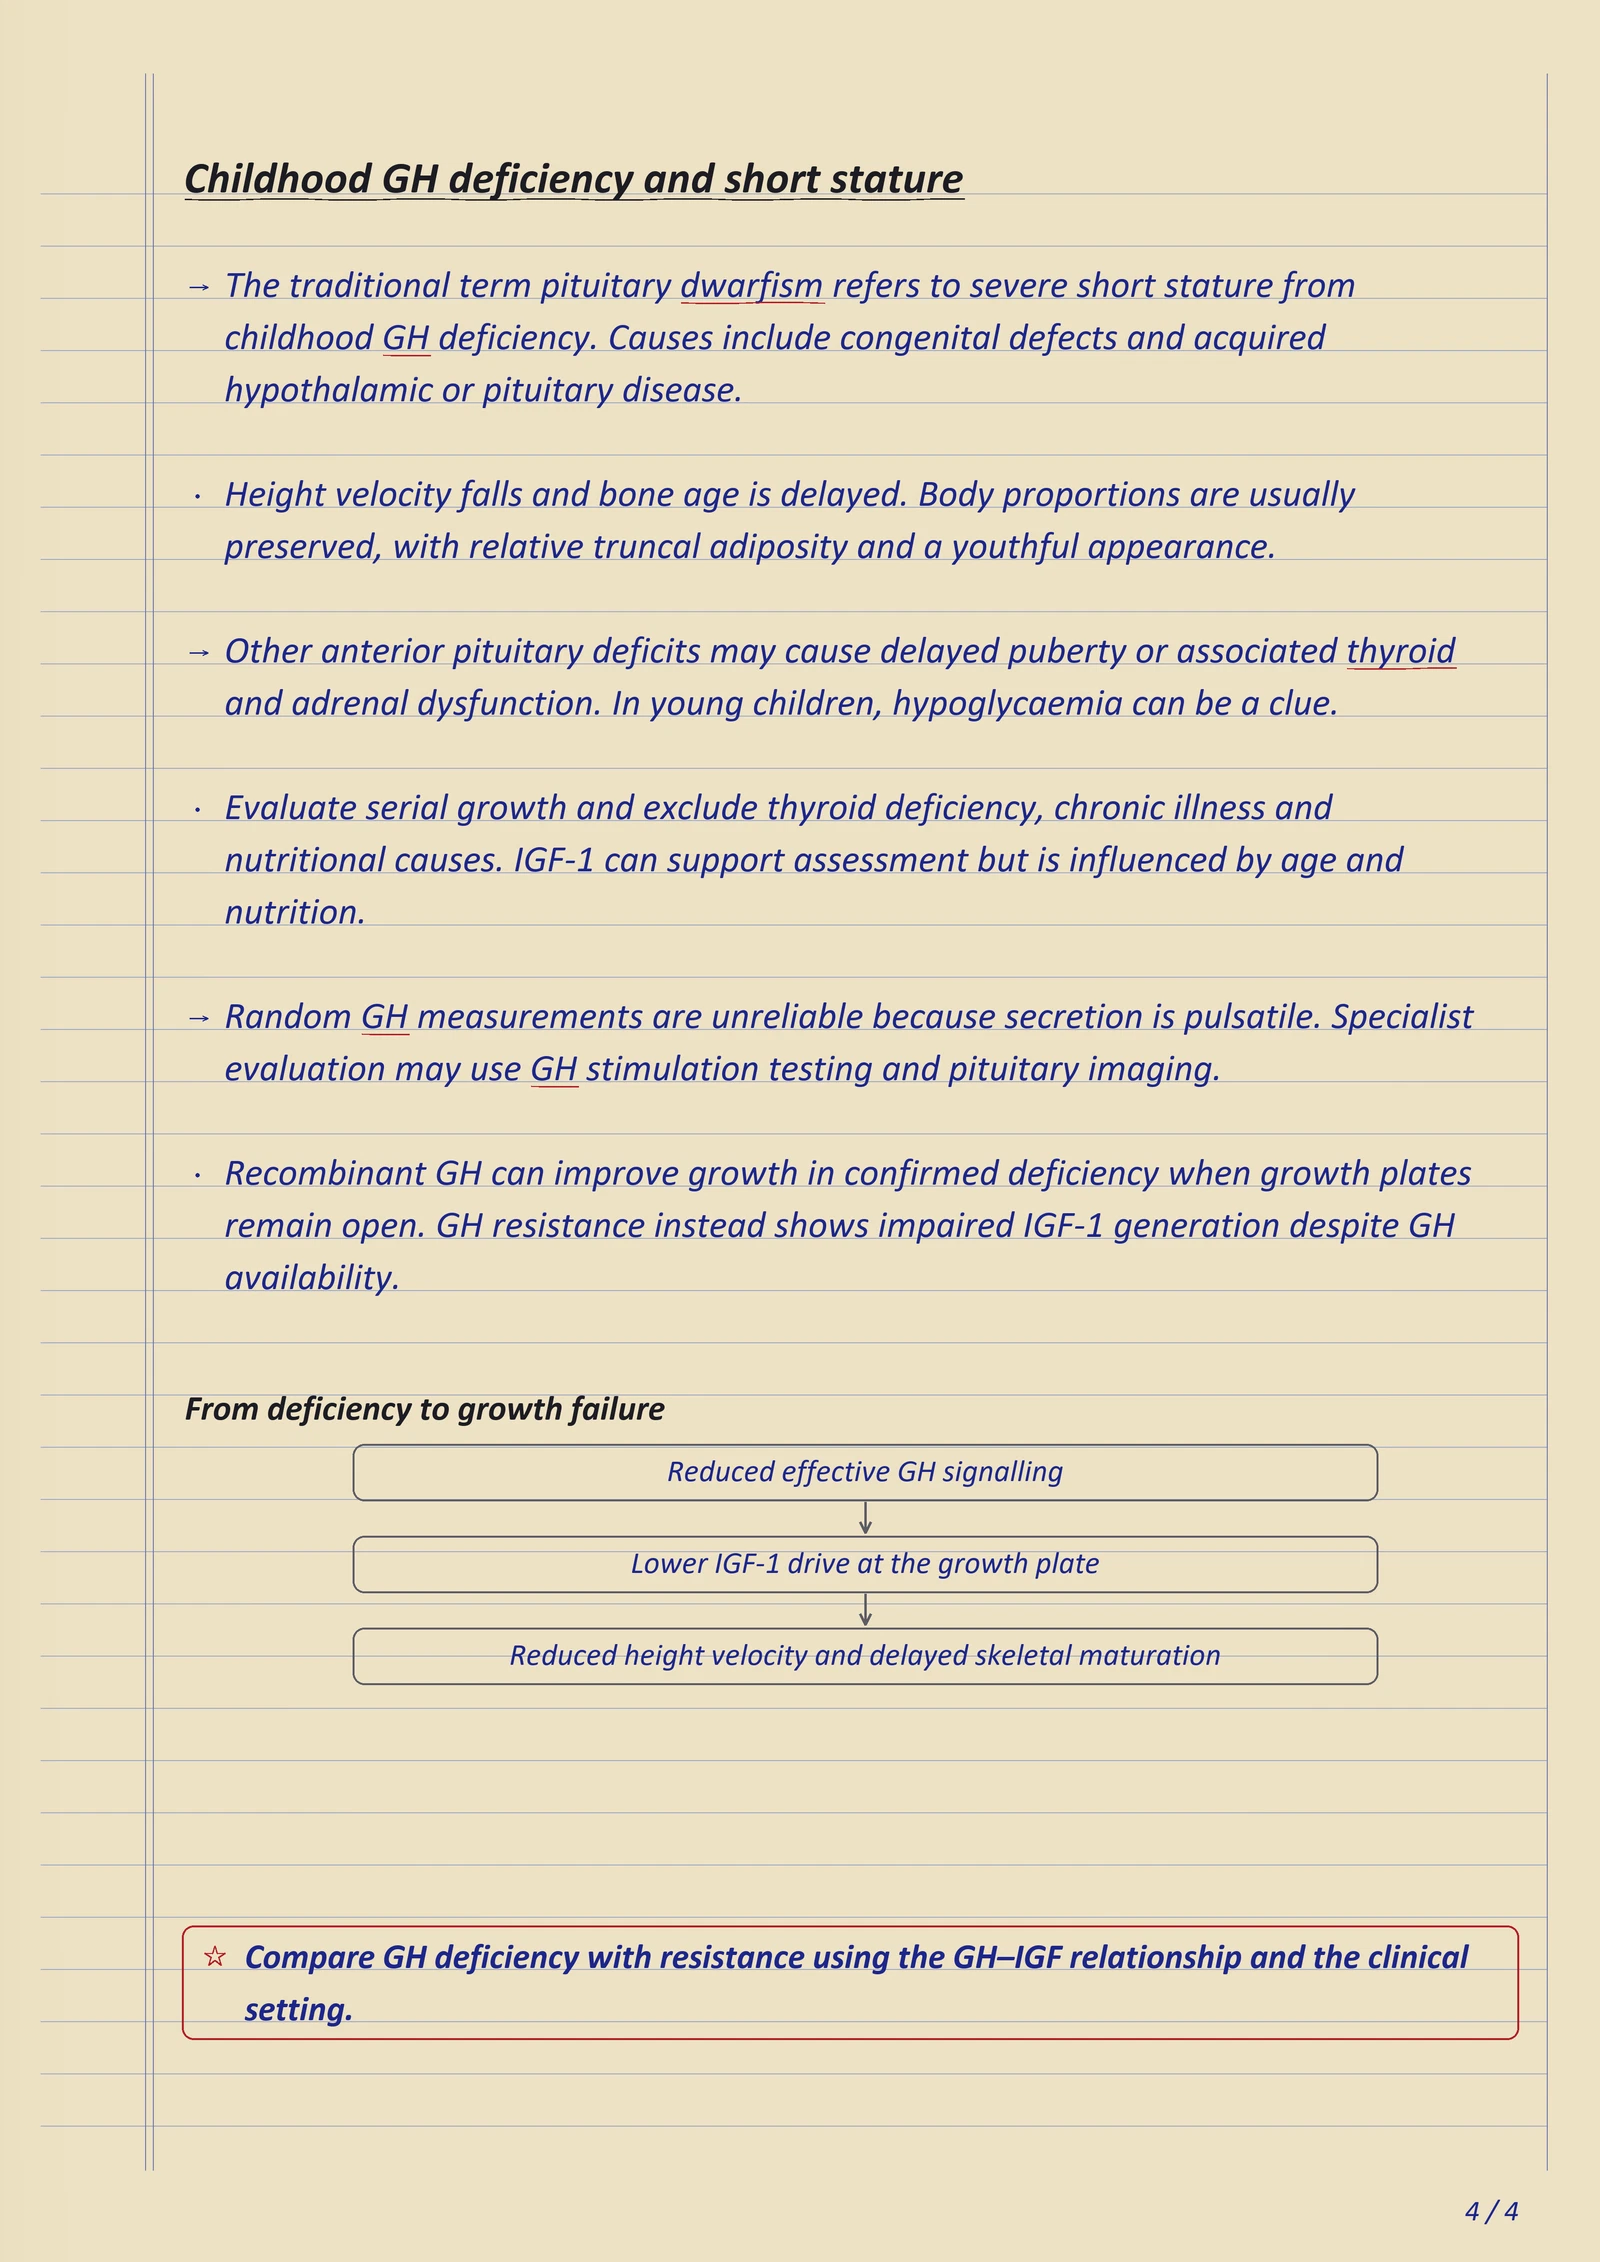 Childhood GH deficiency and short stature
→ The traditional term pituitary dwarfism refers to severe short stature from
childhood GH deficiency. Causes include congenital defects and acquired
hypothalamic or pituitary disease.
· Height velocity falls and bone age is delayed. Body proportions are usually
preserved, with relative truncal adiposity and a youthful appearance.
→ Other anterior pituitary deficits may cause delayed puberty or associated thyroid
and adrenal dysfunction. In young children, hypoglycaemia can be a clue.
· Evaluate serial growth and exclude thyroid deficiency, chronic illness and
nutritional causes. IGF-1 can support assessment but is influenced by age and
nutrition.
→ Random GH measurements are unreliable because secretion is pulsatile. Specialist
evaluation may use GH stimulation testing and pituitary imaging.
· Recombinant GH can improve growth in confirmed deficiency when growth plates
remain open. GH resistance instead shows impaired IGF-1 generation despite GH
availability.
From deficiency to growth failure
Reduced effective GH signalling
Lower IGF-1 drive at the growth plate
Reduced height velocity and delayed skeletal maturation
☆ Compare GH deficiency with resistance using the GH–IGF relationship and the clinical
setting.
4 / 4